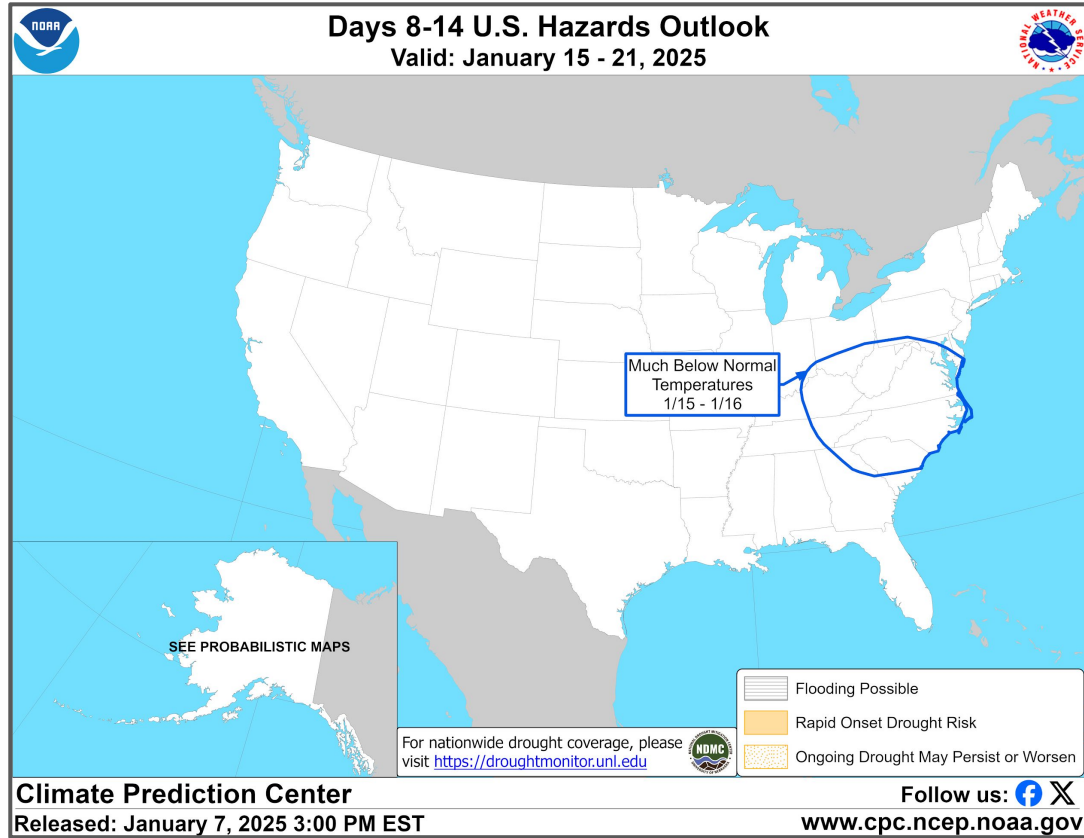 NOAA
Days 8-14 U.S. Hazards Outlook
Valid: January 15 - 21, 2025
NATIONAL WEATHER SERVICE
Much Below Normal
Temperatures
1/15 - 1/16
SEE PROBABILISTIC MAPS
For nationwide drought coverage, please
visit https://droughtmonitor.unl.edu
NDMC
Flooding Possible
Rapid Onset Drought Risk
Ongoing Drought May Persist or Worsen
Climate Prediction Center
Follow us:
Released: January 7, 2025 3:00 PM EST
www.cpc.ncep.noaa.gov